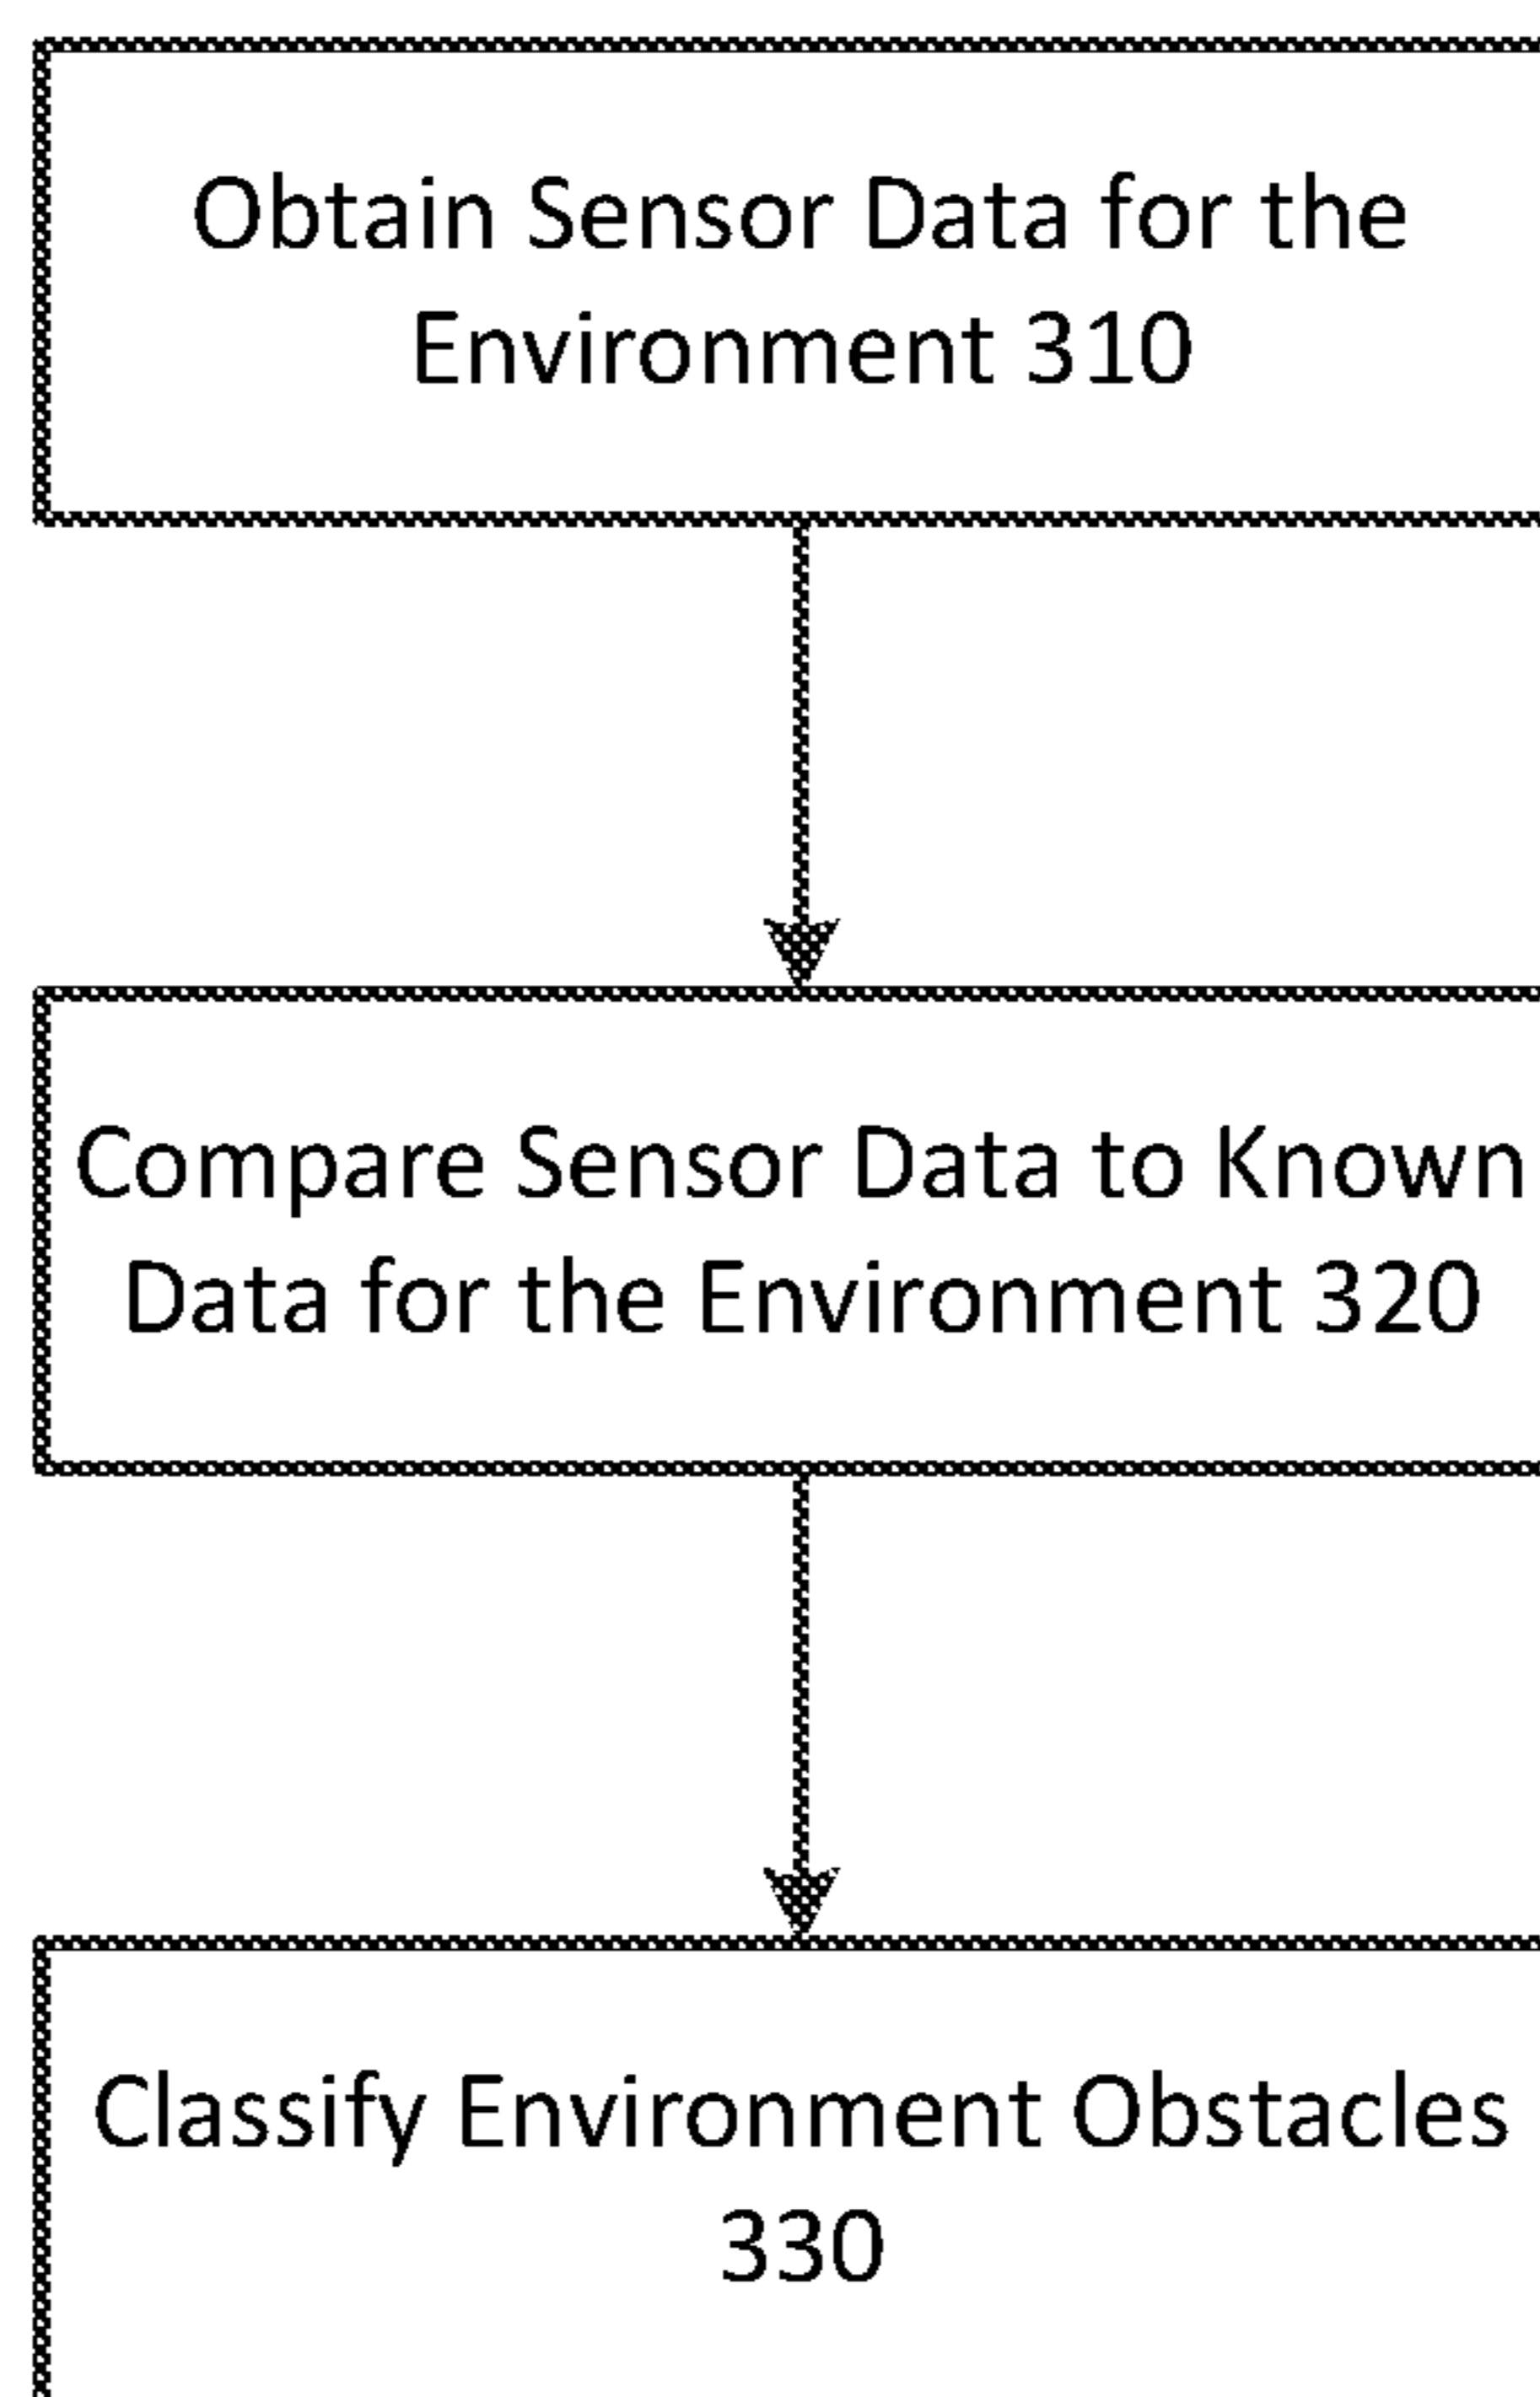 Obtain Sensor Data for the
Environment 310
Compare Sensor Data to Known
Data for the Environment 320
Classify Environment Obstacles
330